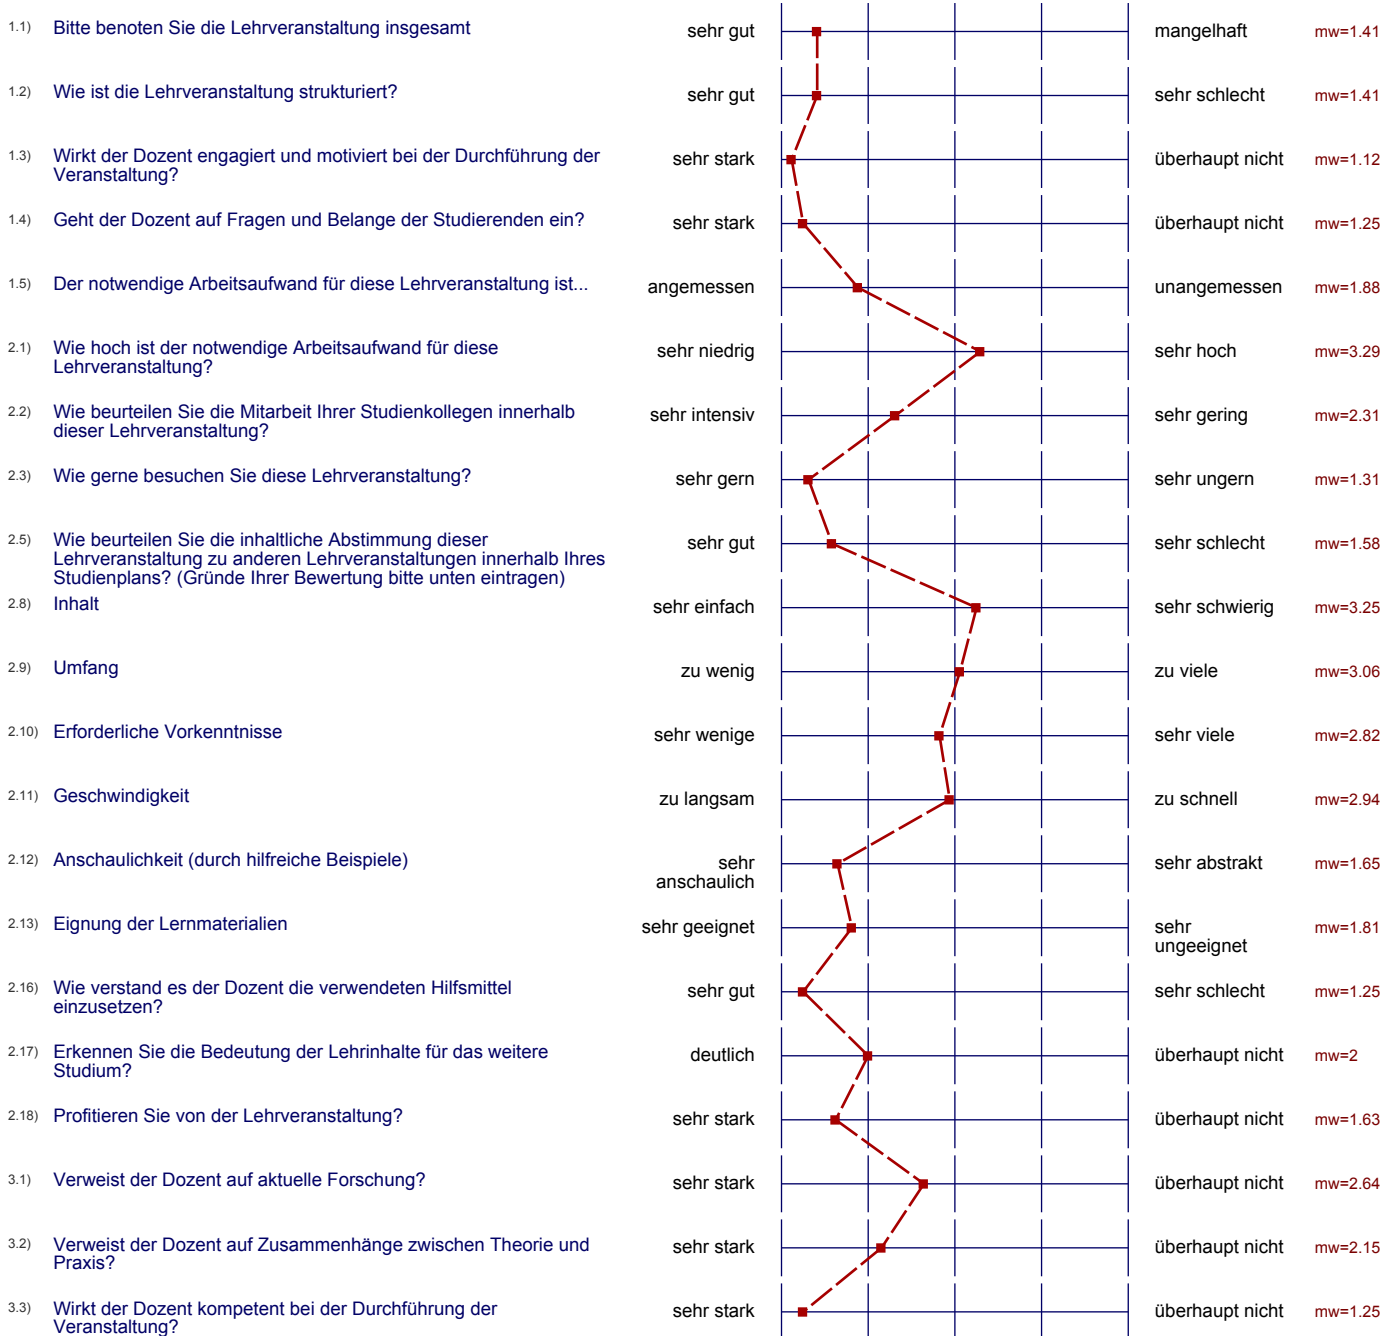 1.1) Bitte benoten Sie die Lehrveranstaltung insgesamt sehr gut mangelhaft mw=1.41
1.2) Wie ist die Lehrveranstaltung strukturiert? sehr gut sehr schlecht mw=1.41
1.3) Wirkt der Dozent engagiert und motiviert bei der Durchführung der
Veranstaltung? sehr stark überhaupt nicht mw=1.12
1.4) Geht der Dozent auf Fragen und Belange der Studierenden ein? sehr stark überhaupt nicht mw=1.25
1.5) Der notwendige Arbeitsaufwand für diese Lehrveranstaltung ist... angemessen unangemessen mw=1.88
2.1) Wie hoch ist der notwendige Arbeitsaufwand für diese
Lehrveranstaltung? sehr niedrig sehr hoch mw=3.29
2.2) Wie beurteilen Sie die Mitarbeit Ihrer Studienkollegen innerhalb
dieser Lehrveranstaltung? sehr intensiv sehr gering mw=2.31
2.3) Wie gerne besuchen Sie diese Lehrveranstaltung? sehr gern sehr ungern mw=1.31
2.5) Wie beurteilen Sie die inhaltliche Abstimmung dieser
Lehrveranstaltung zu anderen Lehrveranstaltungen innerhalb Ihres
Studienplans? (Gründe Ihrer Bewertung bitte unten eintragen) sehr gut sehr schlecht mw=1.58
2.8) Inhalt sehr einfach sehr schwierig mw=3.25
2.9) Umfang zu wenig zu viele mw=3.06
2.10) Erforderliche Vorkenntnisse sehr wenige sehr viele mw=2.82
2.11) Geschwindigkeit zu langsam zu schnell mw=2.94
2.12) Anschaulichkeit (durch hilfreiche Beispiele) sehr
anschaulich sehr abstrakt mw=1.65
2.13) Eignung der Lernmaterialien sehr geeignet sehr
ungeeignet mw=1.81
2.16) Wie verstand es der Dozent die verwendeten Hilfsmittel
einzusetzen? sehr gut sehr schlecht mw=1.25
2.17) Erkennen Sie die Bedeutung der Lehrinhalte für das weitere
Studium? deutlich überhaupt nicht mw=2
2.18) Profitieren Sie von der Lehrveranstaltung? sehr stark überhaupt nicht mw=1.63
3.1) Verweist der Dozent auf aktuelle Forschung? sehr stark überhaupt nicht mw=2.64
3.2) Verweist der Dozent auf Zusammenhänge zwischen Theorie und
Praxis? sehr stark überhaupt nicht mw=2.15
3.3) Wirkt der Dozent kompetent bei der Durchführung der
Veranstaltung? sehr stark überhaupt nicht mw=1.25